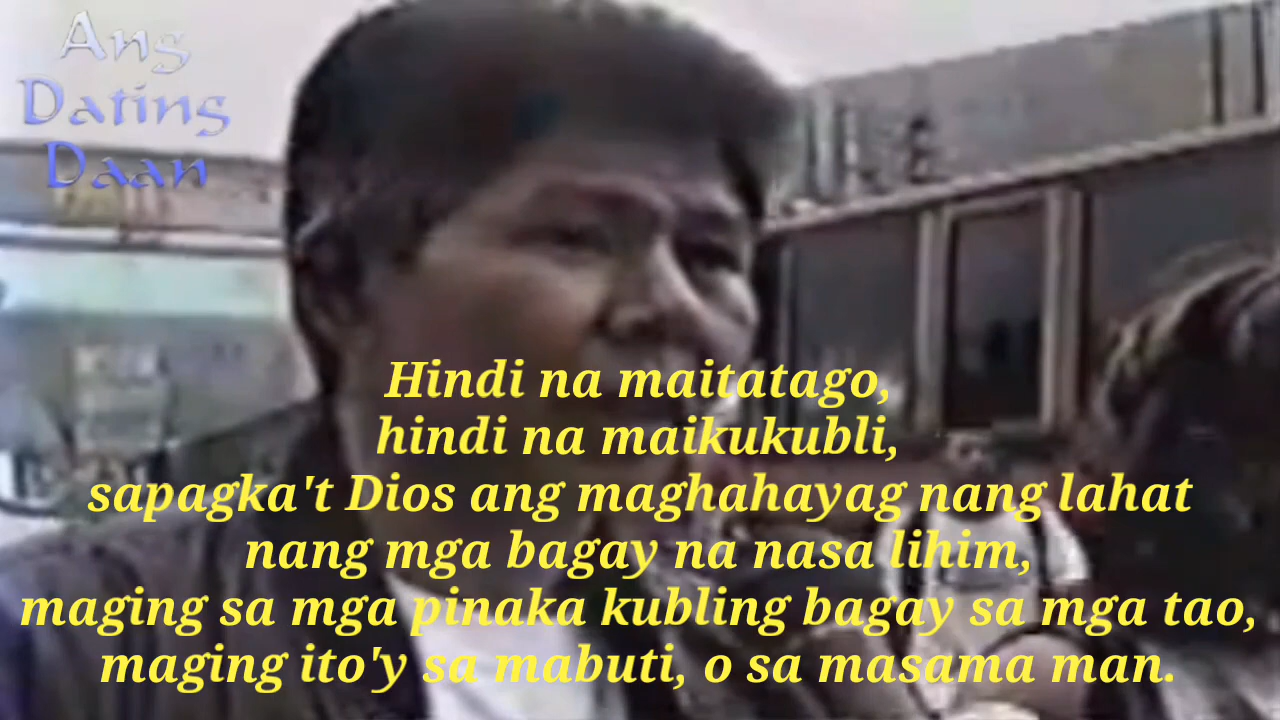 Ang
Dating
Daan
Hindi na maitatago,
hindi na maikukubli,
sapagka't Dios ang maghahayag nang lahat
nang mga bagay na nasa lihim,
maging sa mga pinaka kubling bagay sa mga tao,
maging ito'y sa mabuti, o sa masama man.